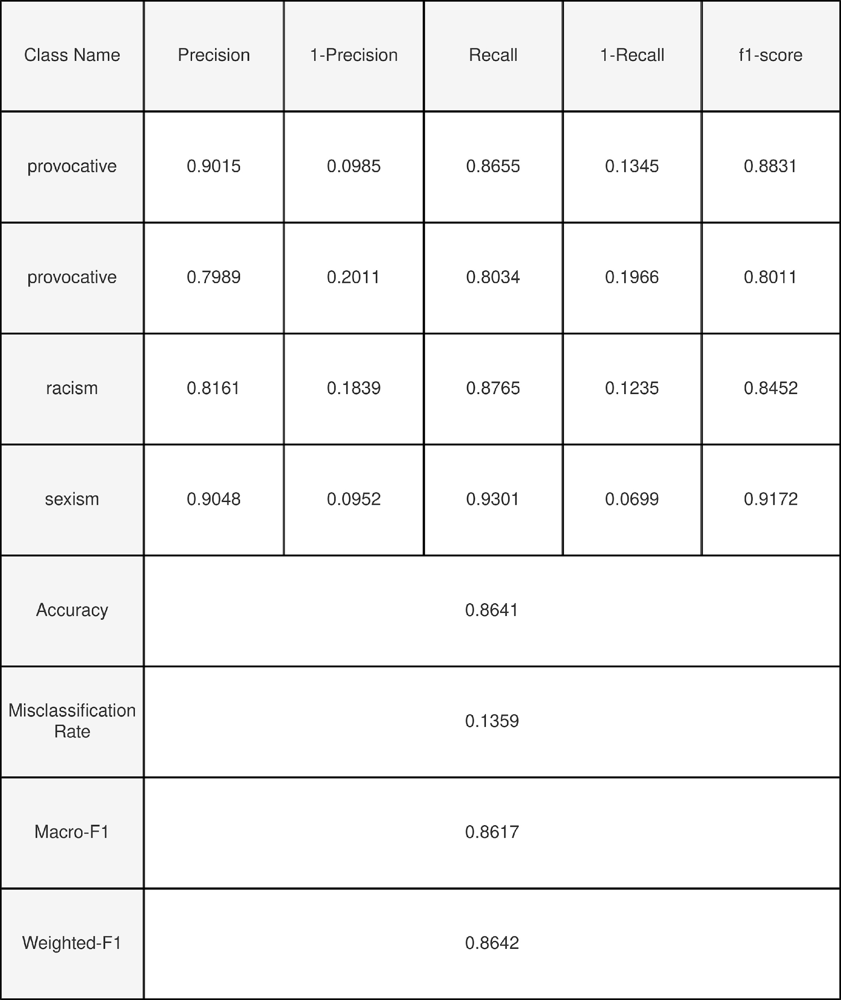 Class Name Precision 1-Precision Recall 1-Recall f1-score
provocative 0.9015 0.0985 0.8655 0.1345 0.8831
provocative 0.7989 0.2011 0.8034 0.1966 0.8011
racism 0.8161 0.1839 0.8765 0.1235 0.8452
sexism 0.9048 0.0952 0.9301 0.0699 0.9172
Accuracy 0.8641
Misclassification
Rate 0.1359
Macro-F1 0.8617
Weighted-F1 0.8642